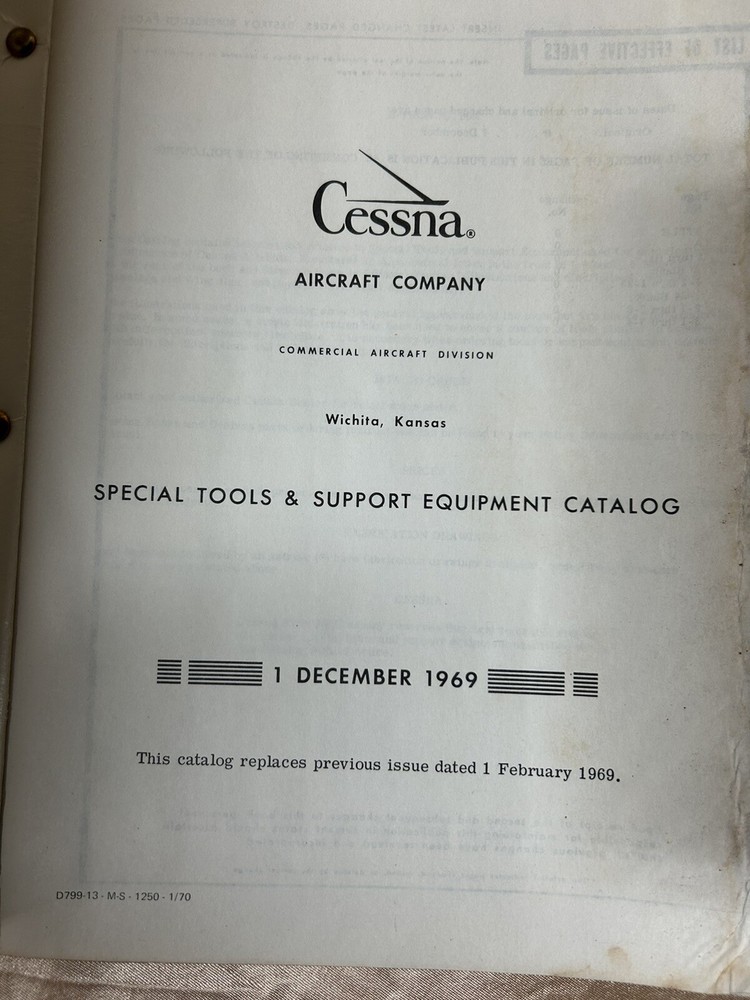 Cessna®
AIRCRAFT COMPANY
COMMERCIAL AIRCRAFT DIVISION
Wichita, Kansas
SPECIAL TOOLS & SUPPORT EQUIPMENT CATALOG
1 DECEMBER 1969
This catalog replaces previous issue dated 1 February 1969.
D799-13 - M-S - 1250 - 1/70